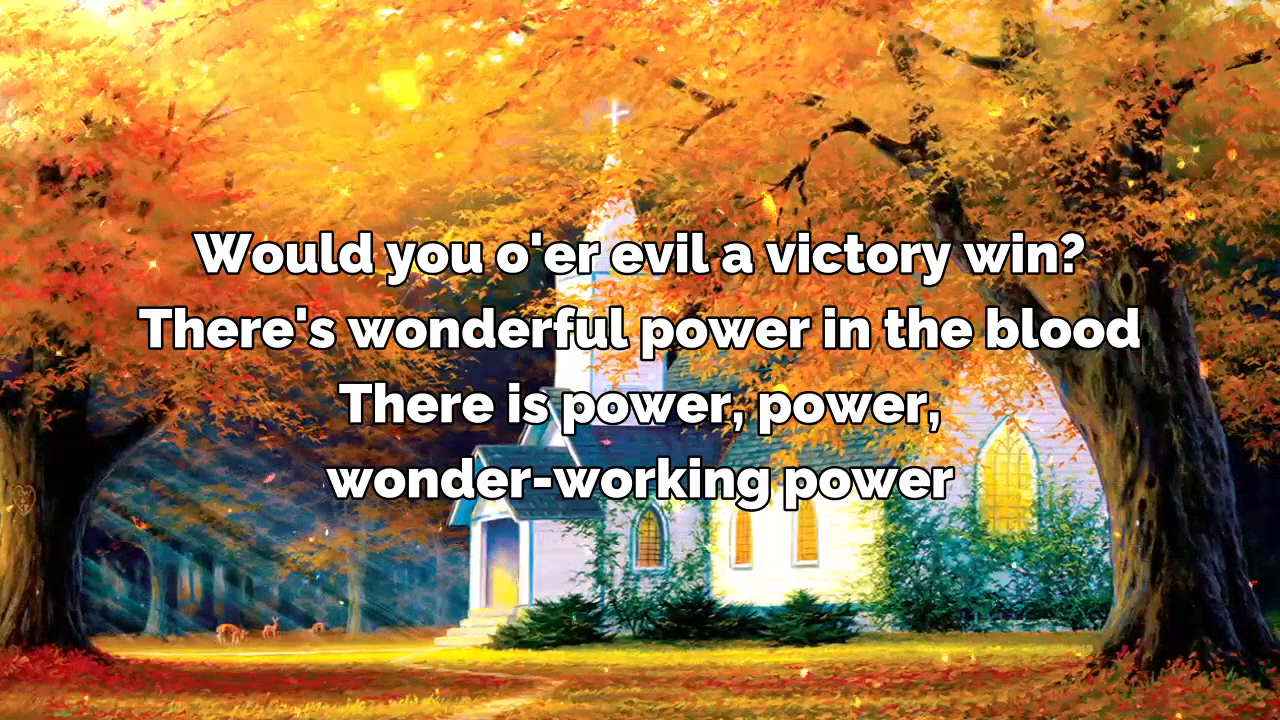 Would you o'er evil a victory win?
There's wonderful power in the blood
There is power, power,
wonder-working power